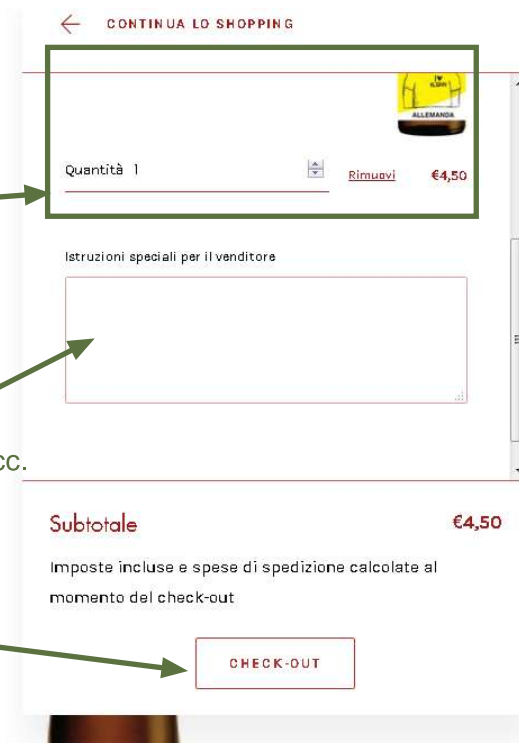 CONTINUA LO SHOPPING
ALLEMANDA
Quantità 1
Rimuovi €4,50
Istruzioni speciali per il venditore
cc.
Subtotale €4,50
Imposte incluse e spese di spedizione calcolate al
momento del check-out
CHECK-OUT